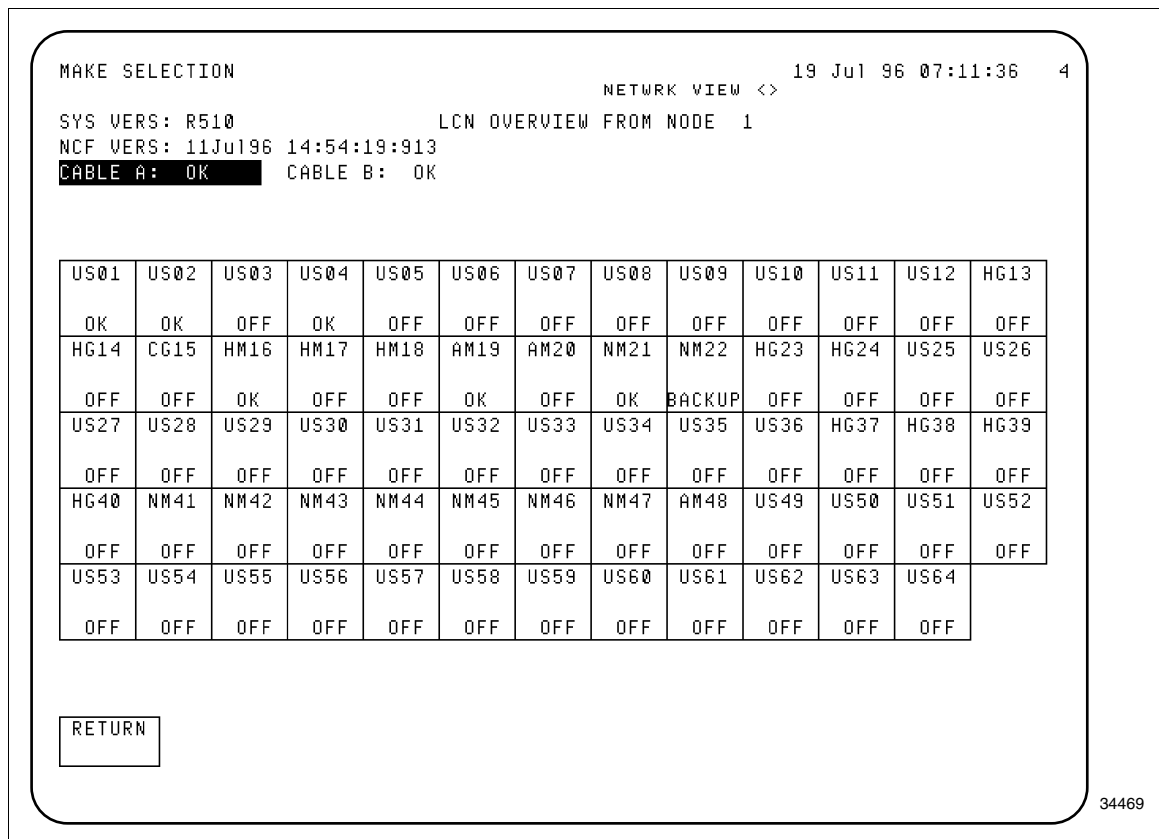 MAKE SELECTION 19 Jul 96 07:11:36 4
NETWRK VIEW <>
SYS VERS: R510 LCN OVERVIEW FROM NODE 1
NCF VERS: 11Jul96 14:54:19:913
CABLE A: OK CABLE B: OK
US01 US02 US03 US04 US05 US06 US07 US08 US09 US10 US11 US12 HG13
OK OK OFF OK OFF OFF OFF OFF OFF OFF OFF OFF OFF
HG14 CG15 HM16 HM17 HM18 AM19 AM20 NM21 NM22 HG23 HG24 US25 US26
OFF OFF OK OFF OFF OK OFF OK BACKUP OFF OFF OFF OFF
US27 US28 US29 US30 US31 US32 US33 US34 US35 US36 HG37 HG38 HG39
OFF OFF OFF OFF OFF OFF OFF OFF OFF OFF OFF OFF OFF
HG40 NM41 NM42 NM43 NM44 NM45 NM46 NM47 AM48 US49 US50 US51 US52
OFF OFF OFF OFF OFF OFF OFF OFF OFF OFF OFF OFF OFF
US53 US54 US55 US56 US57 US58 US59 US60 US61 US62 US63 US64
OFF OFF OFF OFF OFF OFF OFF OFF OFF OFF OFF OFF
RETURN
34469